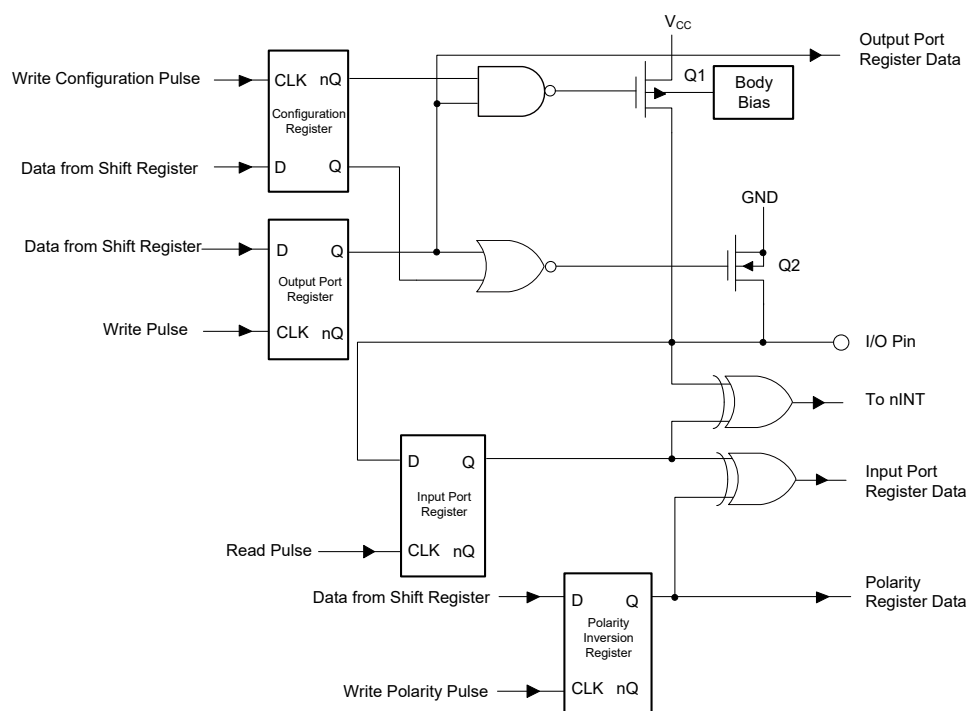 V_CC
Output Port
Register Data
Write Configuration Pulse
CLK nQ
Q1
Body
Bias
Configuration
Register
Data from Shift Register
D Q
GND
Data from Shift Register
D Q
Output Port
Register
Q2
Write Pulse
CLK nQ
I/O Pin
To nINT
D Q
Input Port
Register
Input Port
Register Data
Read Pulse
CLK nQ
Data from Shift Register
D Q
Polarity
Register Data
Polarity
Inversion
Register
Write Polarity Pulse
CLK nQ